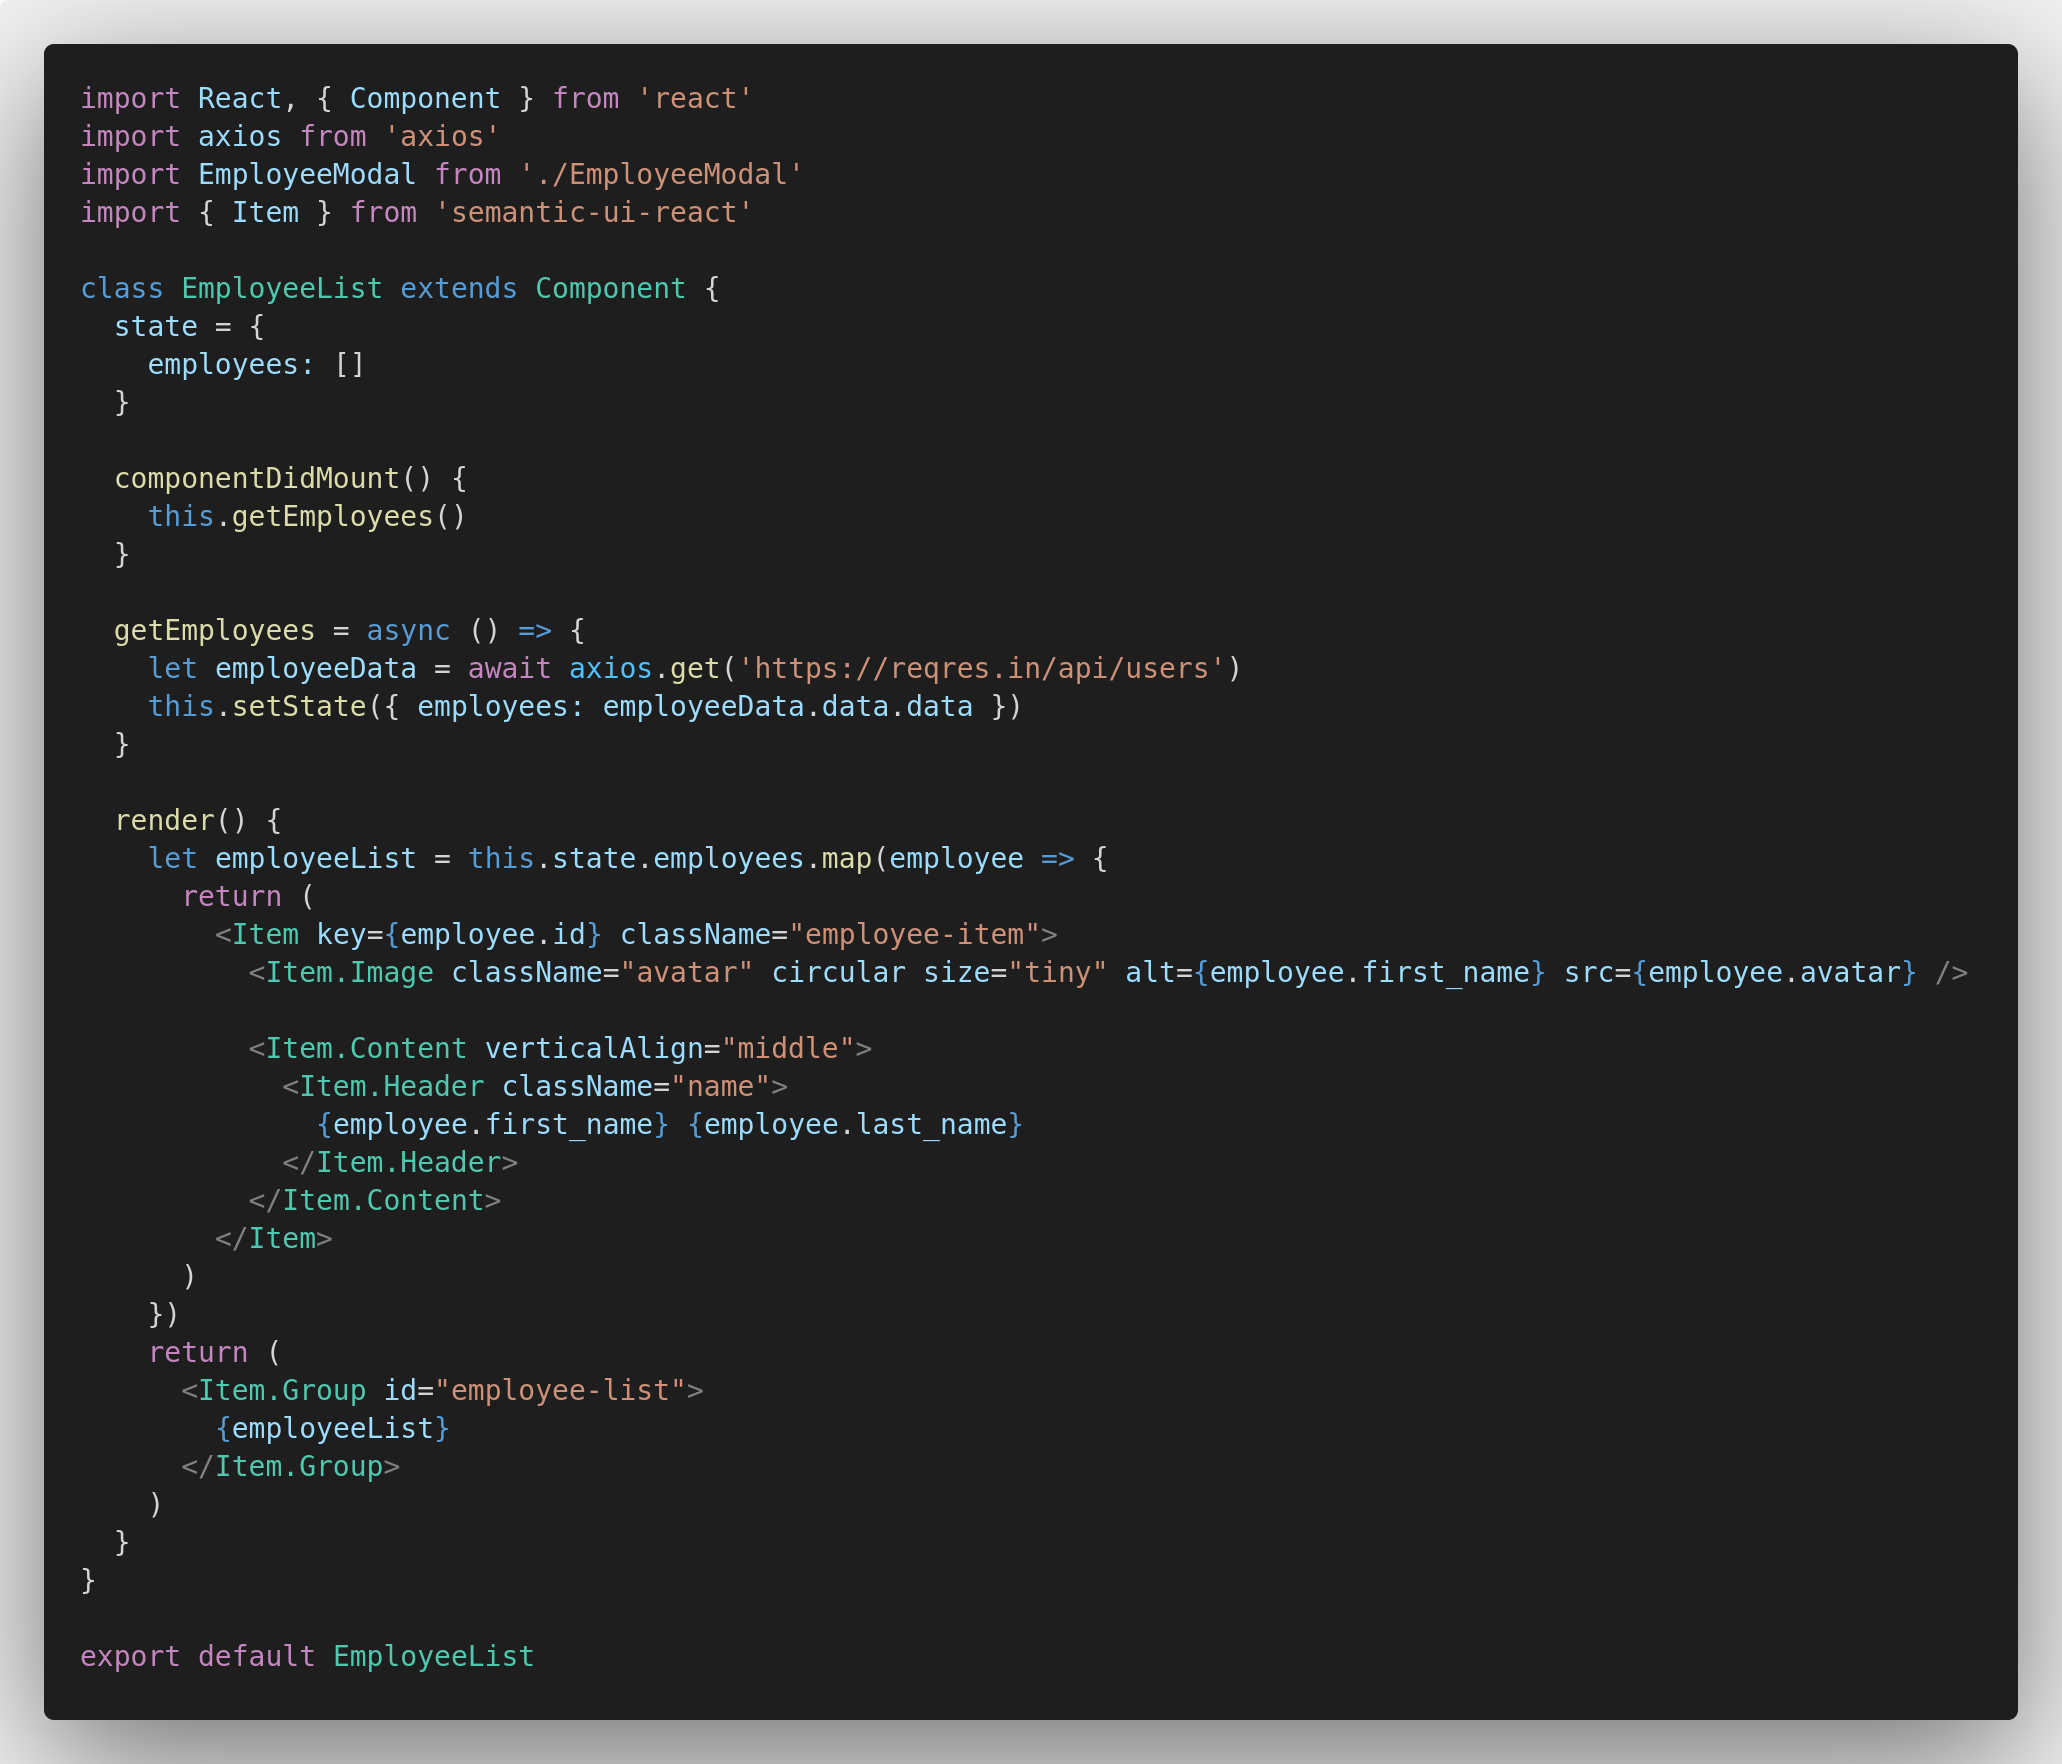 import React, { Component } from 'react'
import axios from 'axios'
import EmployeeModal from './EmployeeModal'
import { Item } from 'semantic-ui-react'

class EmployeeList extends Component {
  state = {
    employees: []
  }

  componentDidMount() {
    this.getEmployees()
  }

  getEmployees = async () => {
    let employeeData = await axios.get('https://reqres.in/api/users')
    this.setState({ employees: employeeData.data.data })
  }

  render() {
    let employeeList = this.state.employees.map(employee => {
      return (
        <Item key={employee.id} className="employee-item">
          <Item.Image className="avatar" circular size="tiny" alt={employee.first_name} src={employee.avatar} />

          <Item.Content verticalAlign="middle">
            <Item.Header className="name">
              {employee.first_name} {employee.last_name}
            </Item.Header>
          </Item.Content>
        </Item>
      )
    })
    return (
      <Item.Group id="employee-list">
        {employeeList}
      </Item.Group>
    )
  }
}

export default EmployeeList